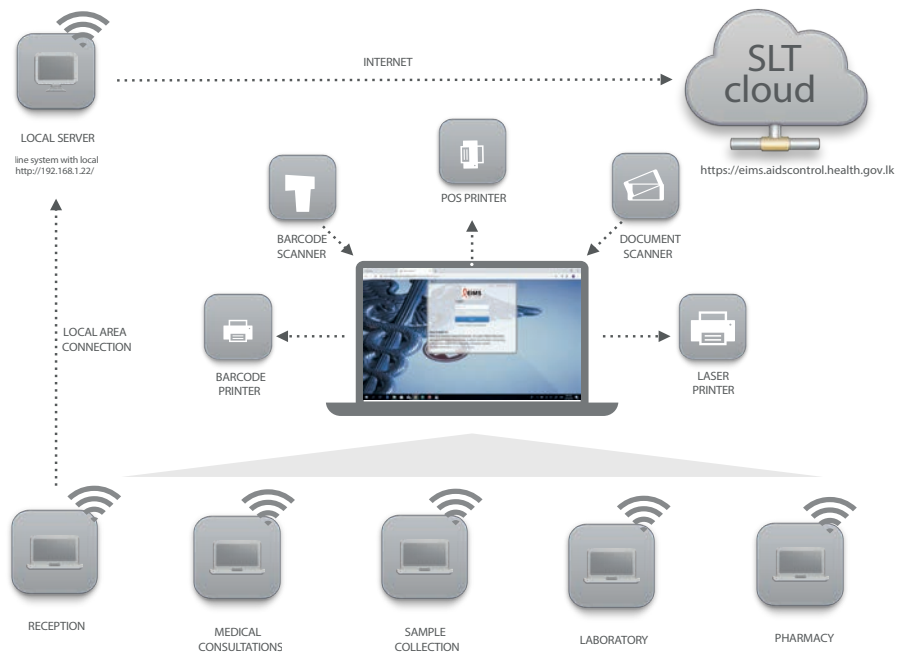 INTERNET
SLT
cloud
LOCAL SERVER
line system with local
http://192.168.1.22/
https://eims.aidscontrol.health.gov.lk
POS PRINTER
BARCODE
SCANNER
DOCUMENT
SCANNER
EIMS
LOCAL AREA
CONNECTION
BARCODE
PRINTER
LASER
PRINTER
RECEPTION
MEDICAL
CONSULTATIONS
SAMPLE
COLLECTION
LABORATORY
PHARMACY